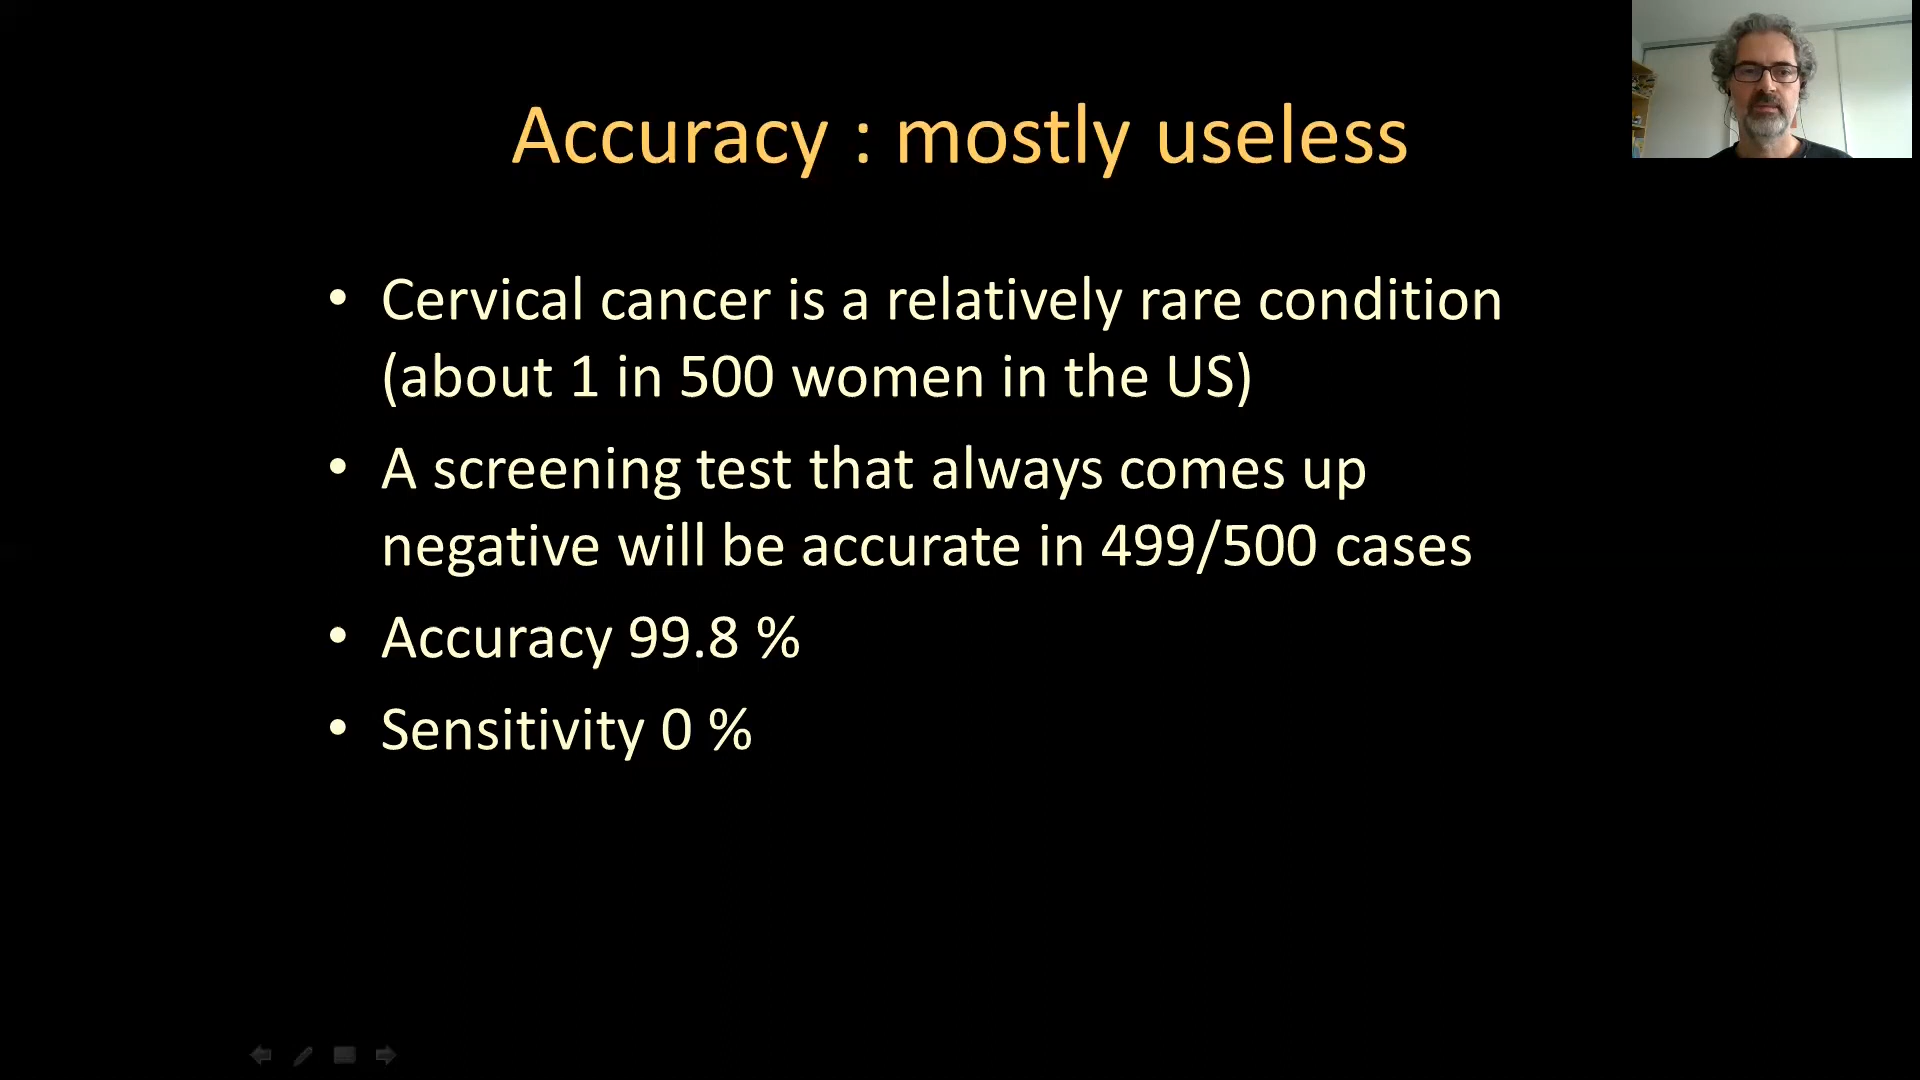 Accuracy : mostly useless
• Cervical cancer is a relatively rare condition
(about 1 in 500 women in the US)
• A screening test that always comes up
negative will be accurate in 499/500 cases
• Accuracy 99.8 %
• Sensitivity 0 %